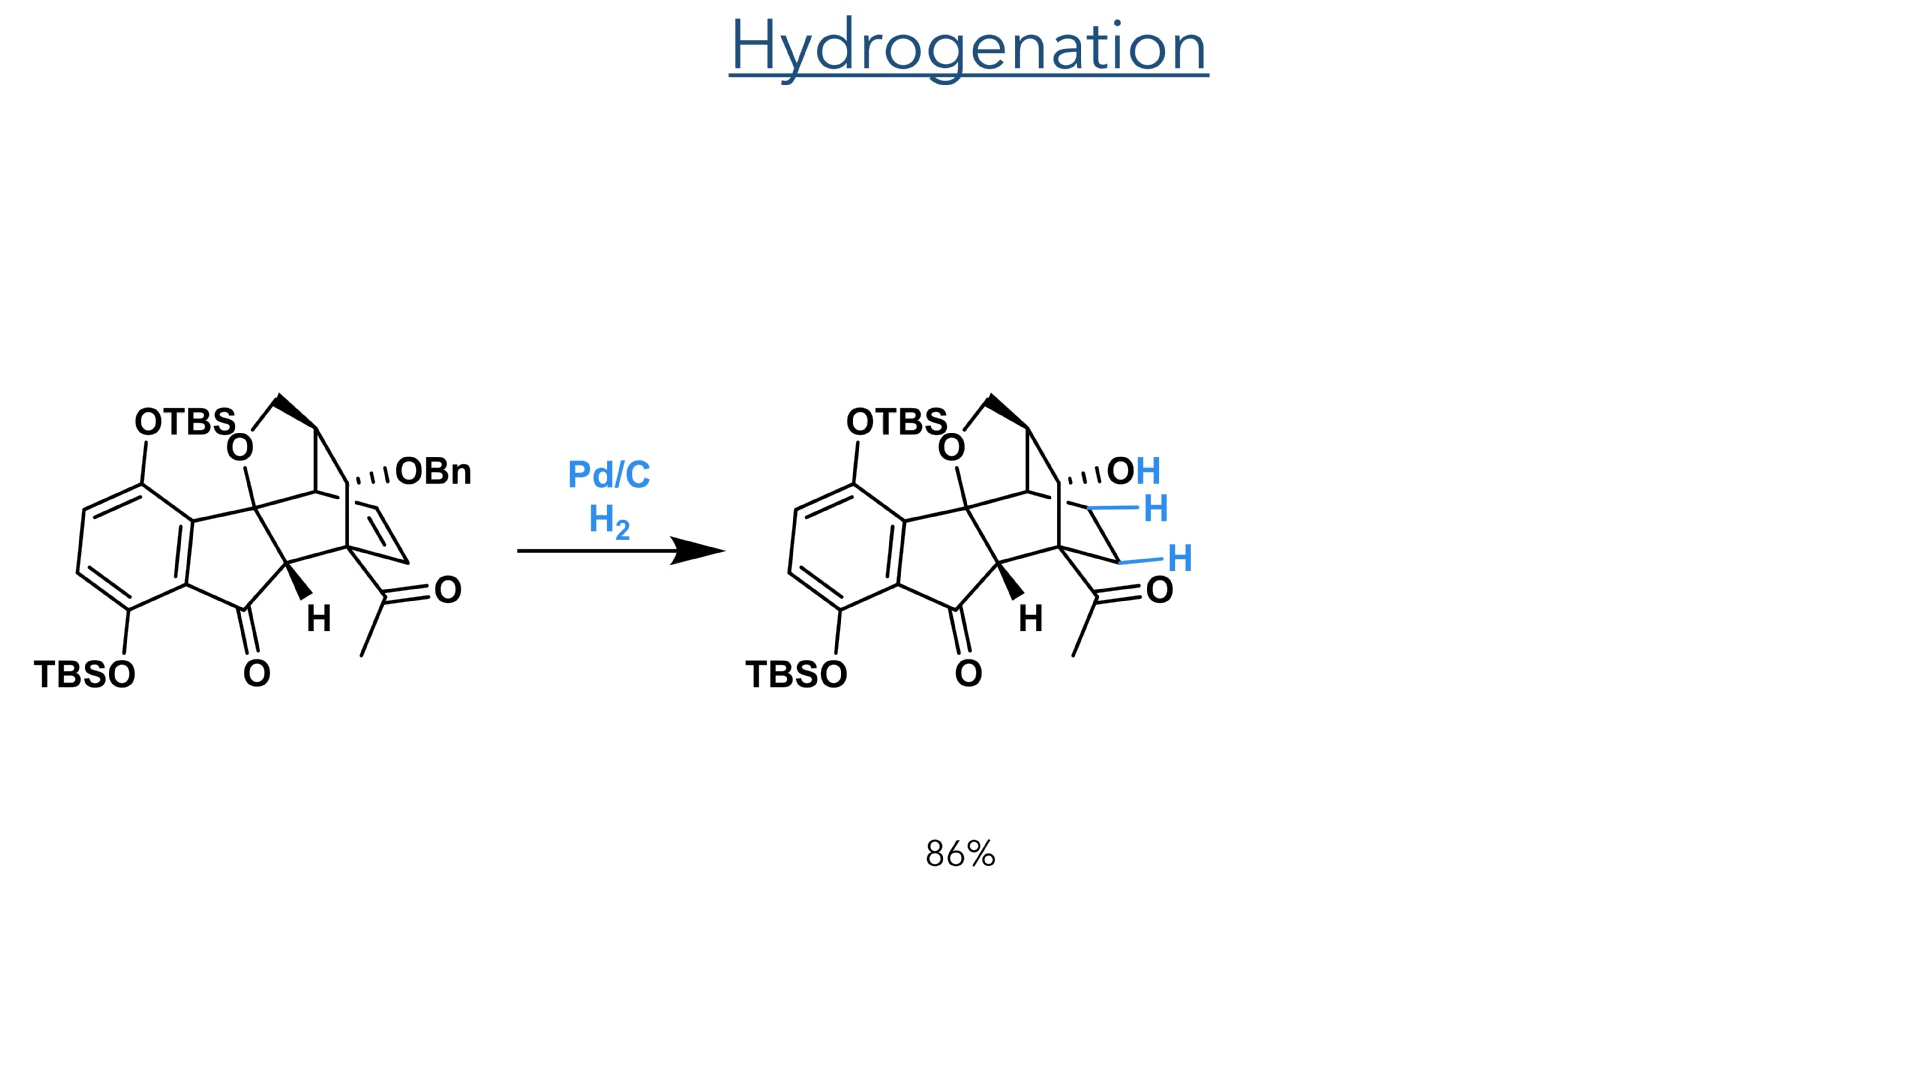 Hydrogenation
OTBS
O
OBn
O
H
O
TBSO
Pd/C
H2
OTBS
O
OH
H
H
O
H
O
TBSO
86%